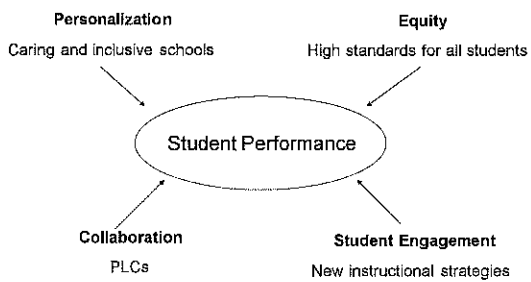 Personalization
Caring and inclusive schools
Equity
High standards for all students
Student Performance
Collaboration
PLCs
Student Engagement
New instructional strategies